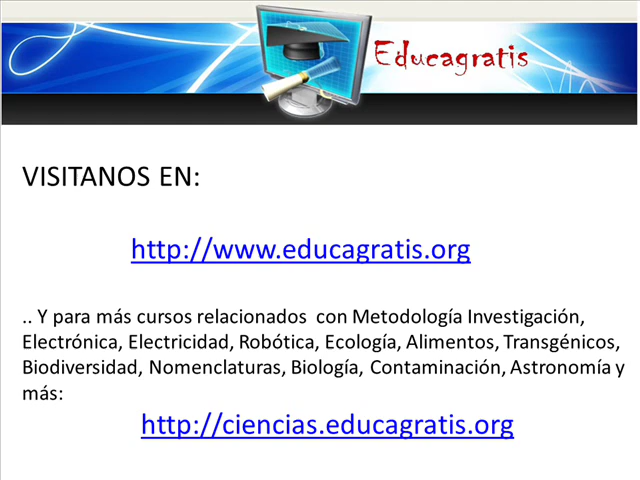 Educagratis
VISITANOS EN:
http://www.educagratis.org
.. Y para más cursos relacionados con Metodología Investigación,
Electrónica, Electricidad, Robótica, Ecología, Alimentos, Transgénicos,
Biodiversidad, Nomenclaturas, Biología, Contaminación, Astronomía y
más:
http://ciencias.educagratis.org